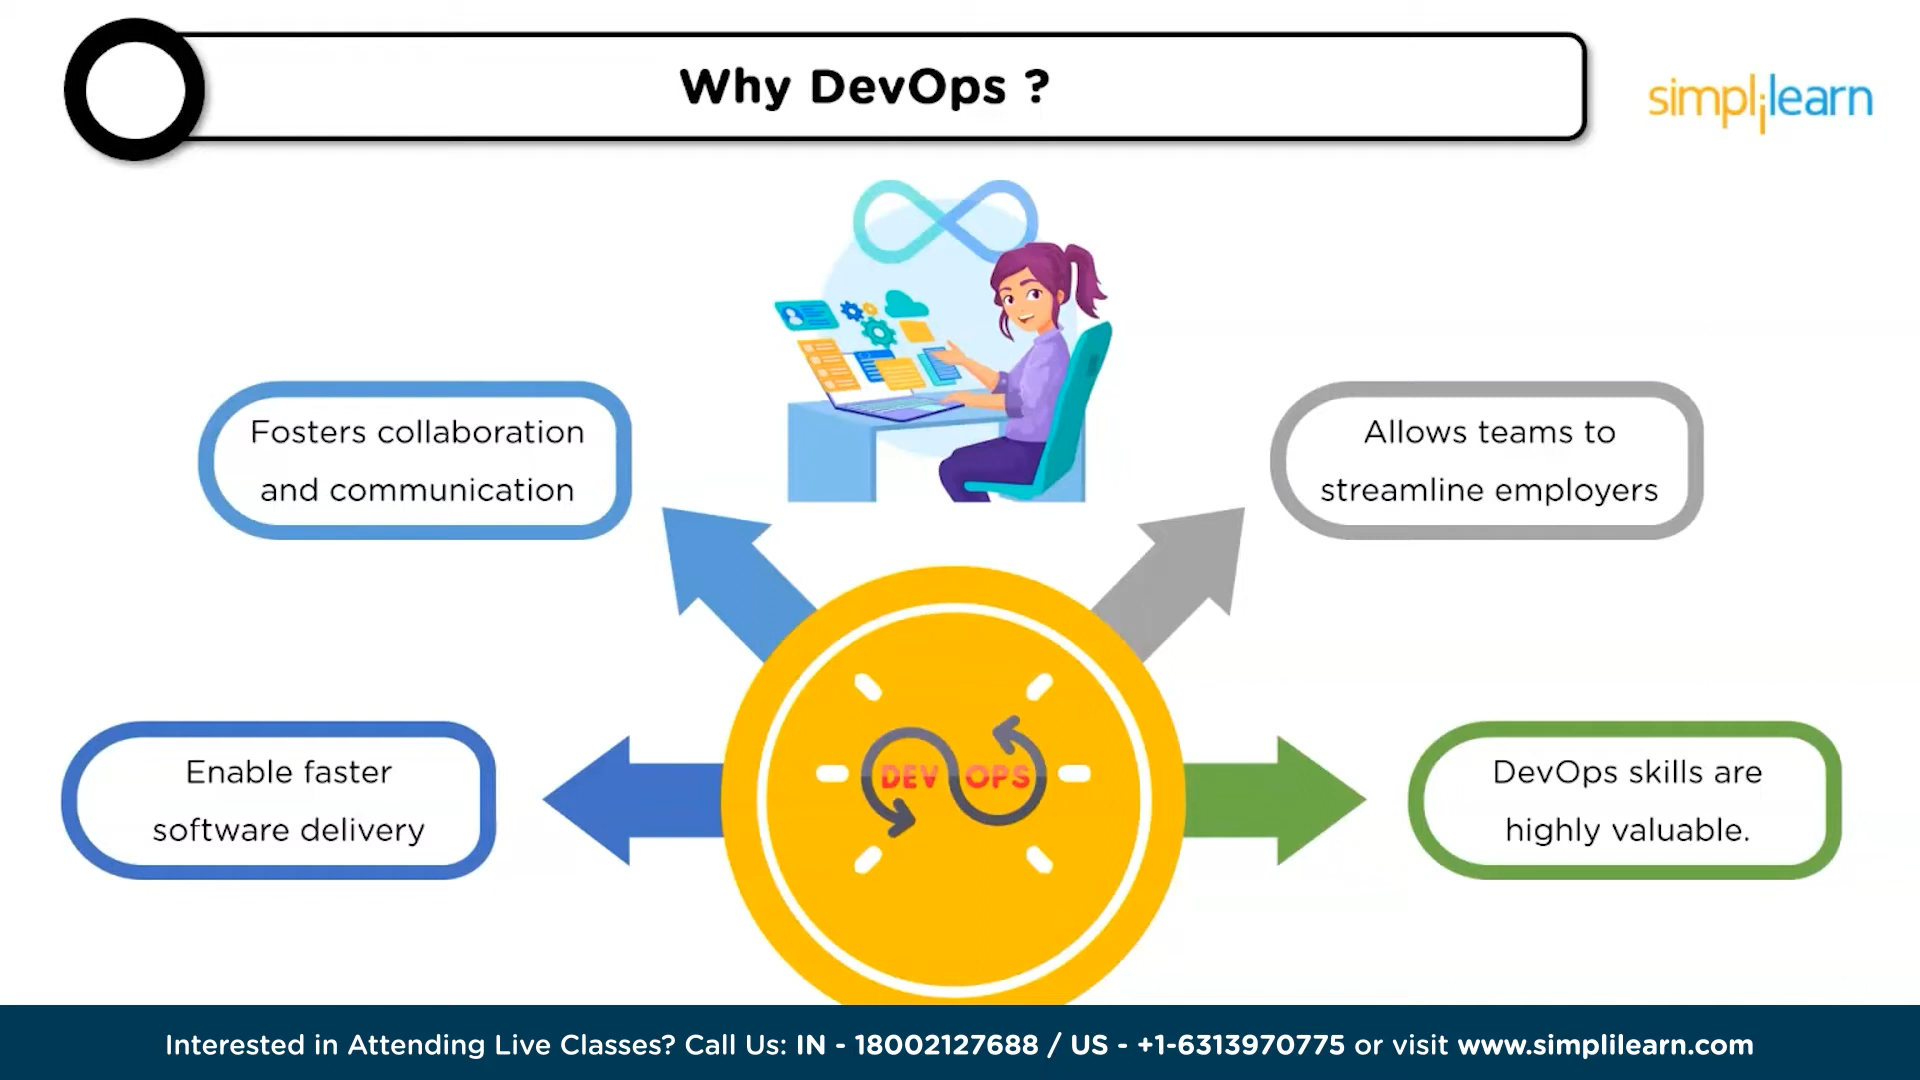 Why DevOps ?
simplilearn
Fosters collaboration
and communication
Allows teams to
streamline employers
Enable faster
software delivery
DEV OPS
DevOps skills are
highly valuable.
Interested in Attending Live Classes? Call Us: IN - 18002127688 / US - +1-6313970775 or visit www.simplilearn.com